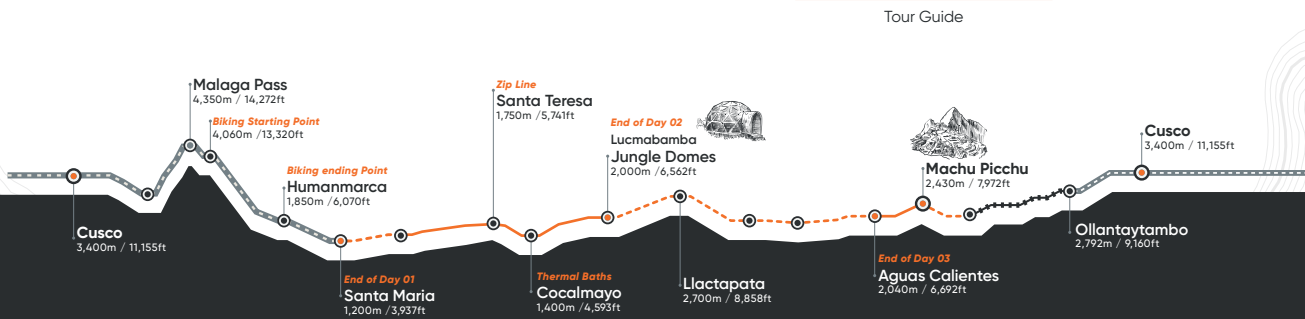 Tour Guide
Cusco
3,400m / 11,155ft
Malaga Pass
4,350m / 14,272ft
Biking Starting Point
4,060m /13,320ft
Biking ending Point
Humanmarca
1,850m /6,070ft
End of Day 01
Santa Maria
1,200m /3,937ft
Zip Line
Santa Teresa
1,750m /5,741ft
Thermal Baths
Cocalmayo
1,400m /4,593ft
End of Day 02
Lucmabamba
Jungle Domes
2,000m /6,562ft
Llactapata
2,700m / 8,858ft
End of Day 03
Aguas Calientes
2,040m / 6,692ft
Machu Picchu
2,430m / 7,972ft
Ollantaytambo
2,792m / 9,160ft
Cusco
3,400m / 11,155ft